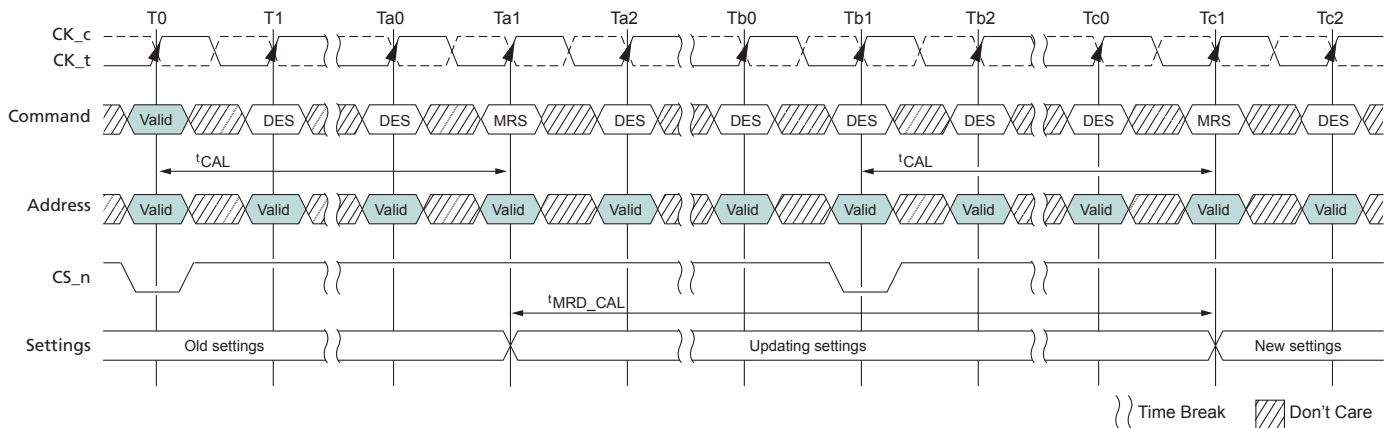 T0 T1 Ta0 Ta1 Ta2 Tb0 Tb1 Tb2 Tc0 Tc1 Tc2
CK_c
CK_t
Command Valid DES DES MRS DES DES DES DES DES MRS DES
tCAL tCAL
Address Valid Valid Valid Valid Valid Valid Valid Valid Valid Valid Valid
CS_n
tMRD_CAL
Settings Old settings Updating settings New settings
Time Break Don't Care